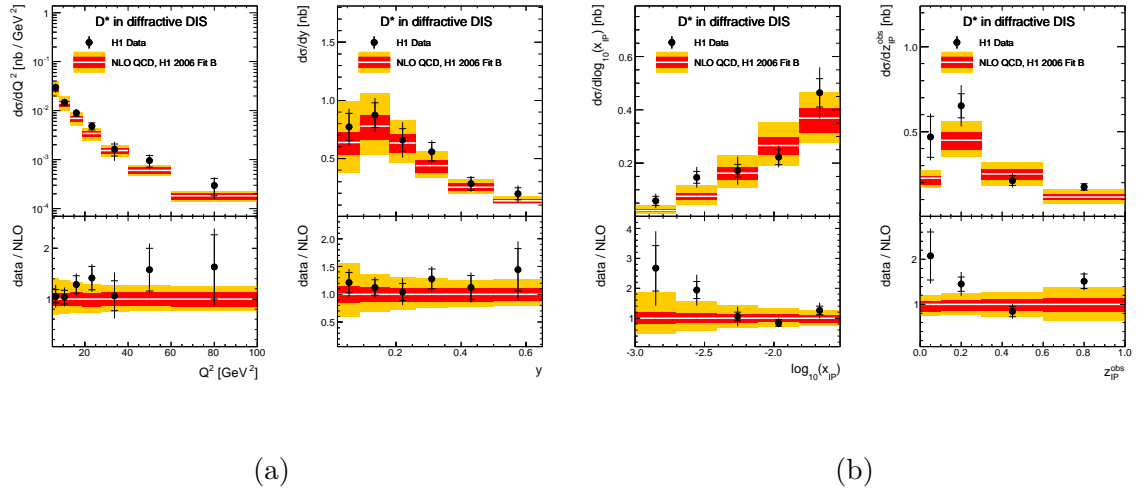 D* in diffractive DIS
H1 Data
NLO QCD, H1 2006 Fit B
dσ/dQ² [nb / GeV²]
1
10⁻¹
10⁻²
10⁻³
10⁻⁴
data / NLO
2
1
20 40 60 80 100
Q² [GeV²]
D* in diffractive DIS
H1 Data
NLO QCD, H1 2006 Fit B
dσ/dy [nb]
1.5
1.0
0.5
data / NLO
2.0
1.5
1.0
0.5
0.2 0.4 0.6
y
(a)
D* in diffractive DIS
H1 Data
NLO QCD, H1 2006 Fit B
dσ/dlog₁₀(x_IP) [nb]
0.6
0.4
0.2
data / NLO
4
3
2
1
-3.0 -2.5 -2.0
log₁₀(x_IP)
D* in diffractive DIS
H1 Data
NLO QCD, H1 2006 Fit B
dσ/dz_IP^obs [nb]
1.0
0.5
data / NLO
2
1
0.0 0.2 0.4 0.6 0.8 1.0
z_IP^obs
(b)